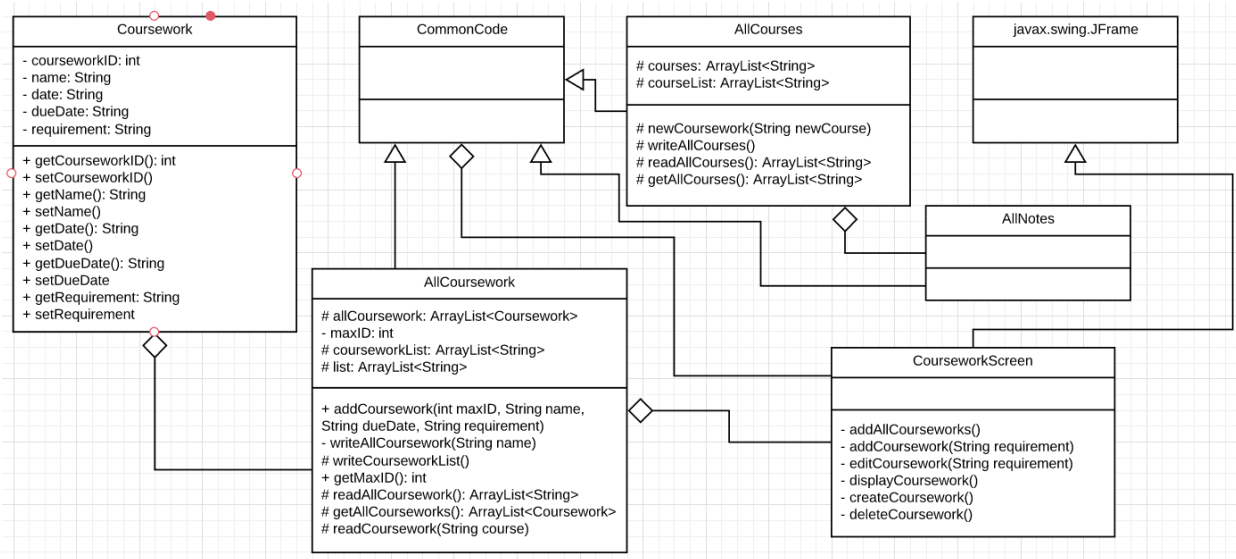 Coursework
- courseworkID: int
- name: String
- date: String
- dueDate: String
- requirement: String
+ getCourseworkID(): int
+ setCourseworkID()
+ getName(): String
+ setName()
+ getDate(): String
+ setDate()
+ getDueDate(): String
+ setDueDate
+ getRequirement: String
+ setRequirement
CommonCode
AllCourses
# courses: ArrayList<String>
# courseList: ArrayList<String>
# newCoursework(String newCourse)
# writeAllCourses()
# readAllCourses(): ArrayList<String>
# getAllCourses(): ArrayList<String>
javax.swing.JFrame
AllNotes
AllCoursework
# allCoursework: ArrayList<Coursework>
- maxID: int
# courseworkList: ArrayList<String>
# list: ArrayList<String>
+ addCoursework(int maxID, String name,
String dueDate, String requirement)
- writeAllCoursework(String name)
# writeCourseworkList()
+ getMaxID(): int
# readAllCoursework(): ArrayList<String>
# getAllCourseworks(): ArrayList<Coursework>
# readCoursework(String course)
CourseworkScreen
- addAllCourseworks()
- addCoursework(String requirement)
- editCoursework(String requirement)
- displayCoursework()
- createCoursework()
- deleteCoursework()